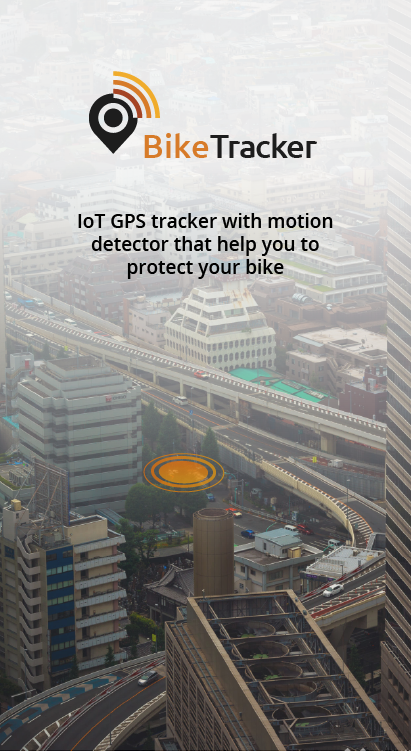 BikeTracker
IoT GPS tracker with motion
detector that help you to
protect your bike